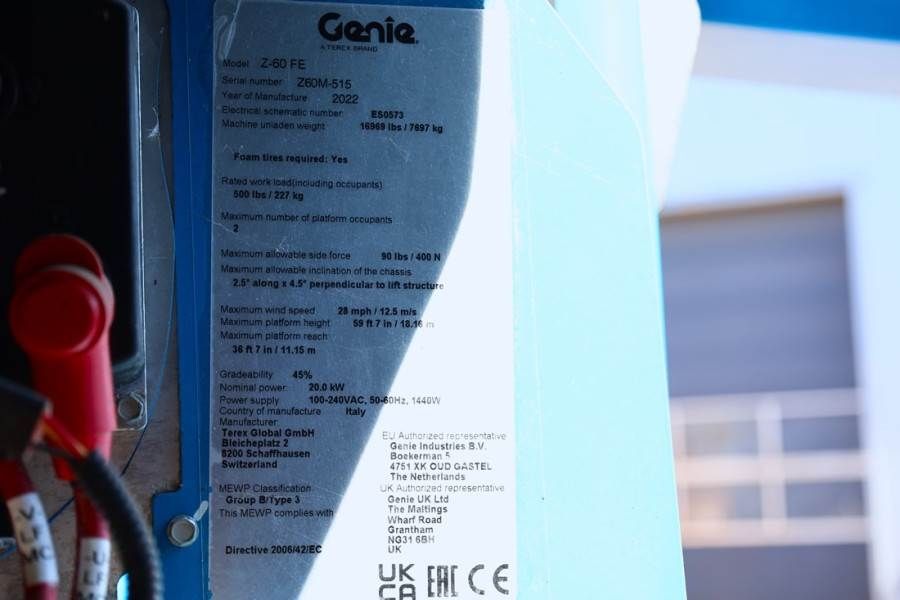 Genie
A TEREX BRAND
Model Z-60 FE
Serial number Z60M-515
Year of Manufacture 2022
Electrical schematic number ES0573
Machine unladen weight 16969 lbs / 7697 kg
Foam tires required: Yes
Rated work load(including occupants)
500 lbs / 227 kg
Maximum number of platform occupants
2
Maximum allowable side force 90 lbs / 400 N
Maximum allowable inclination of the chassis
2.5° along x 4.5° perpendicular to lift structure
Maximum wind speed 28 mph / 12.5 m/s
Maximum platform height 59 ft 7 in / 18.16 m
Maximum platform reach
36 ft 7 in / 11.15 m
Gradeability 45%
Nominal power 20.0 kW
Power supply 100-240VAC, 50-60Hz, 1440W
Country of manufacture Italy
Manufacturer
Terex Global GmbH
Bleicheplatz 2
8200 Schaffhausen
Switzerland
EU Authorized representative
Genie Industries B.V.
Boekerman 5
4751 XK OUD GASTEL
The Netherlands
MEWP Classification
Group B/Type 3
This MEWP complies with
Directive 2006/42/EC
UK Authorized representative
Genie UK Ltd
The Maltings
Wharf Road
Grantham
NG31 6BH
UK
UK
CA EAC CE